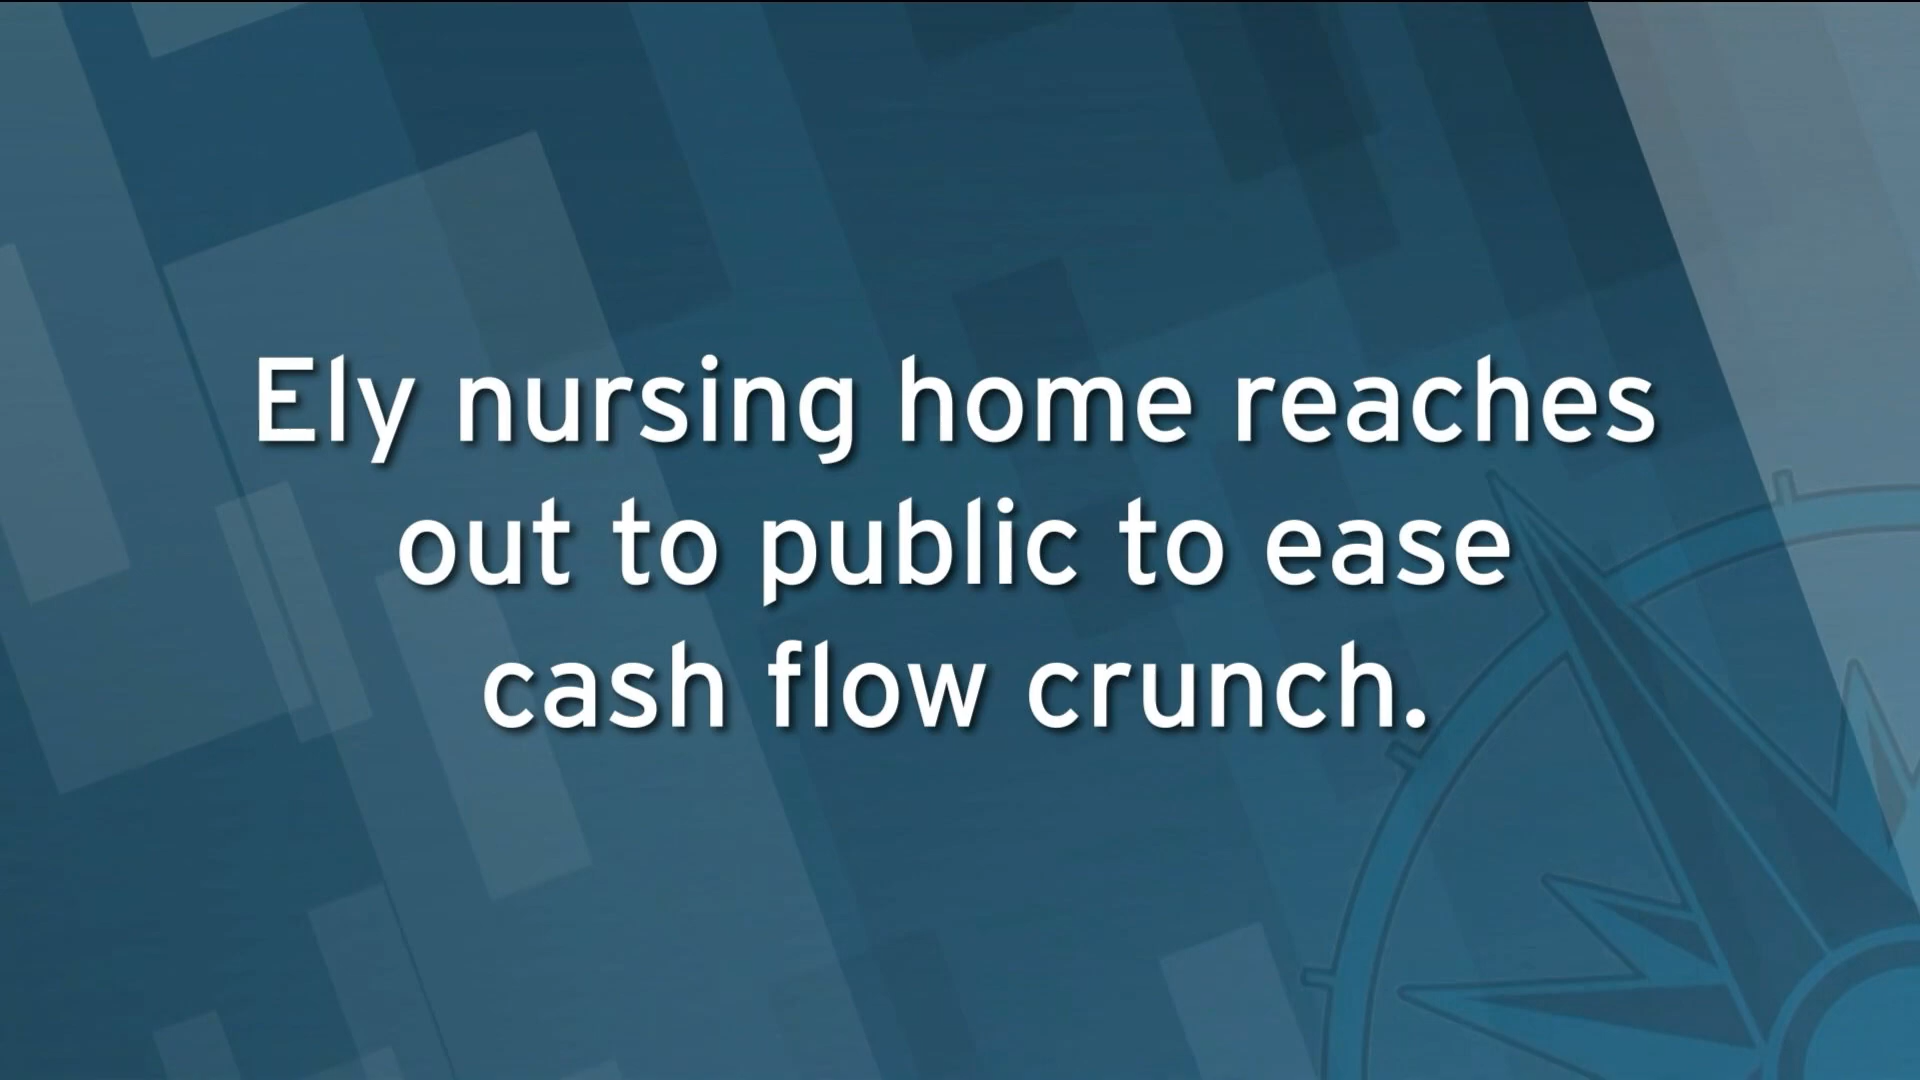 Ely nursing home reaches
out to public to ease
cash flow crunch.